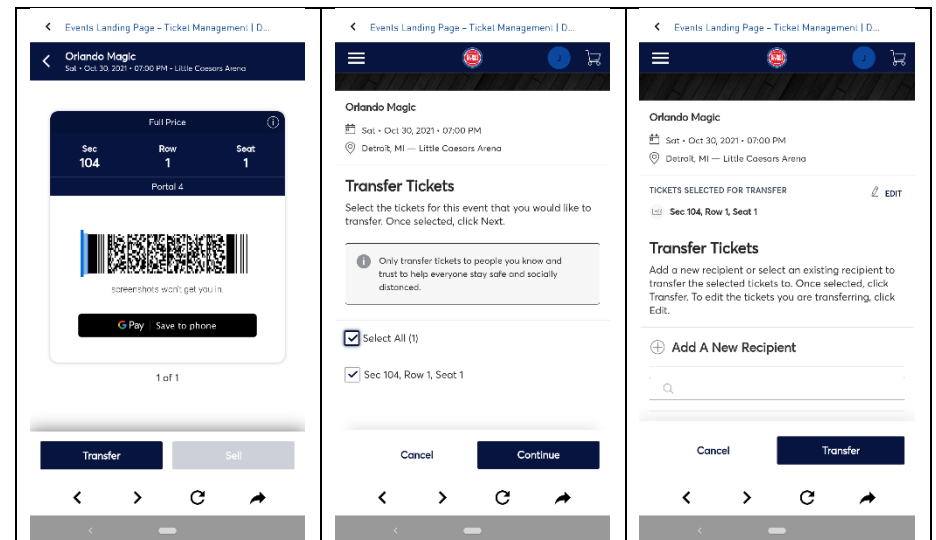 Events Landing Page – Ticket Management | D...
Orlando Magic
Sat • Oct 30, 2021 • 07:00 PM • Little Caesars Arena
Full Price
Sec
Row
Seat
104
1
1
Portal 4
screenshots won't get you in.
G Pay | Save to phone
1 of 1
Transfer
Sell
Events Landing Page – Ticket Management | D...
J
Orlando Magic
Sat • Oct 30, 2021 • 07:00 PM
Detroit, MI — Little Caesars Arena
Transfer Tickets
Select the tickets for this event that you would like to
transfer. Once selected, click Next.
Only transfer tickets to people you know and
trust to help everyone stay safe and socially
distanced.
Select All (1)
Sec 104, Row 1, Seat 1
Cancel
Continue
Events Landing Page – Ticket Management | D...
J
Orlando Magic
Sat • Oct 30, 2021 • 07:00 PM
Detroit, MI — Little Caesars Arena
TICKETS SELECTED FOR TRANSFER
EDIT
Sec 104, Row 1, Seat 1
Transfer Tickets
Add a new recipient or select an existing recipient to
transfer the selected tickets to. Once selected, click
Transfer. To edit the tickets you are transferring, click
Edit.
Add A New Recipient
Cancel
Transfer